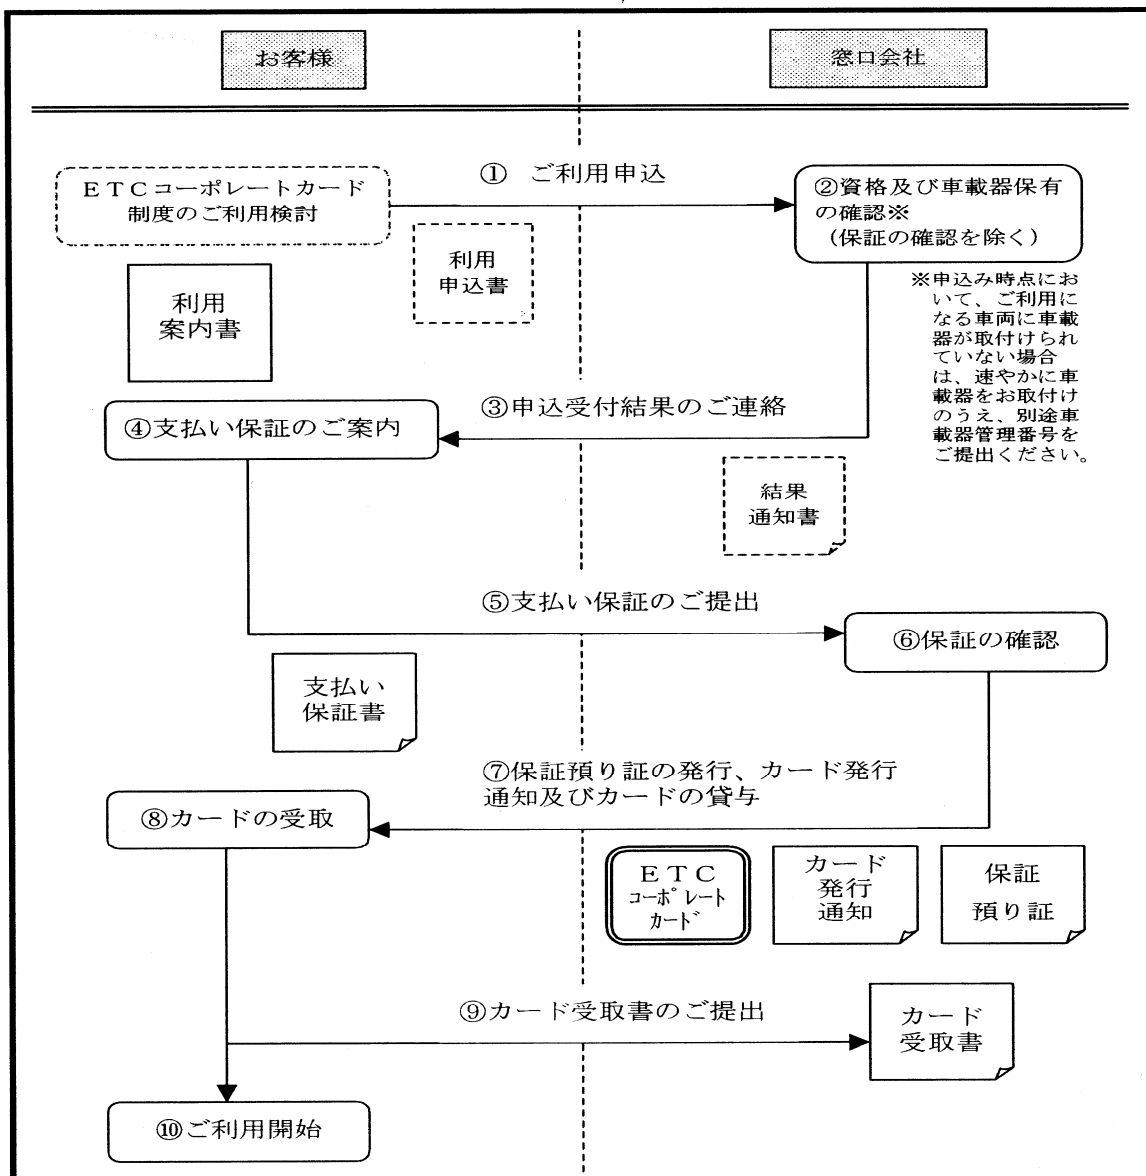 お客様
窓口会社
ETCコーポレートカード
制度のご利用検討
① ご利用申込
②資格及び車載器保有
の確認※
(保証の確認を除く)
利用
申込書
利用
案内書
※申込み時点にお
いて、ご利用に
なる車両に車載
器が取付けられ
ていない場合
は、速やかに車
載器をお取付け
のうえ、別途車
載器管理番号を
ご提出ください。
③申込受付結果のご連絡
④支払い保証のご案内
結果
通知書
⑤支払い保証のご提出
⑥保証の確認
支払い
保証書
⑦保証預り証の発行、カード発行
通知及びカードの貸与
⑧カードの受取
ETC
コーポレート
カード
カード
発行
通知
保証
預り証
⑨カード受取書のご提出
カード
受取書
⑩ご利用開始